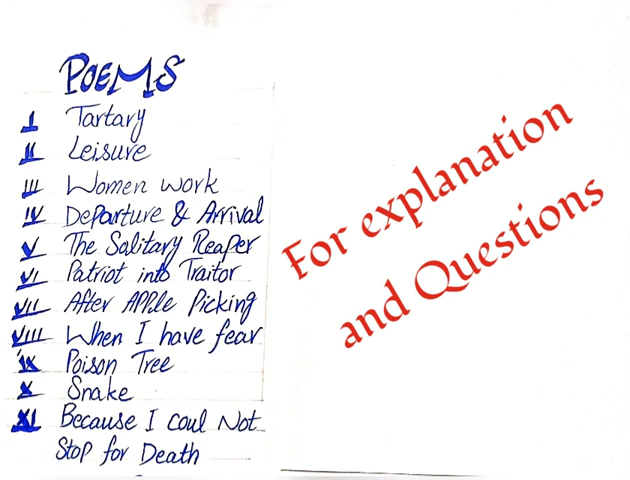 POEMS
I Tartary
II Leisure
III Women work
IV Departure & Arrival
V The Salitary Reaper
VI Patriot into Traitor
VII After Apple Picking
VIII When I have fear
IX Poison Tree
X Snake
XI Because I coul Not
Stop for Death
For explanation
and Questions